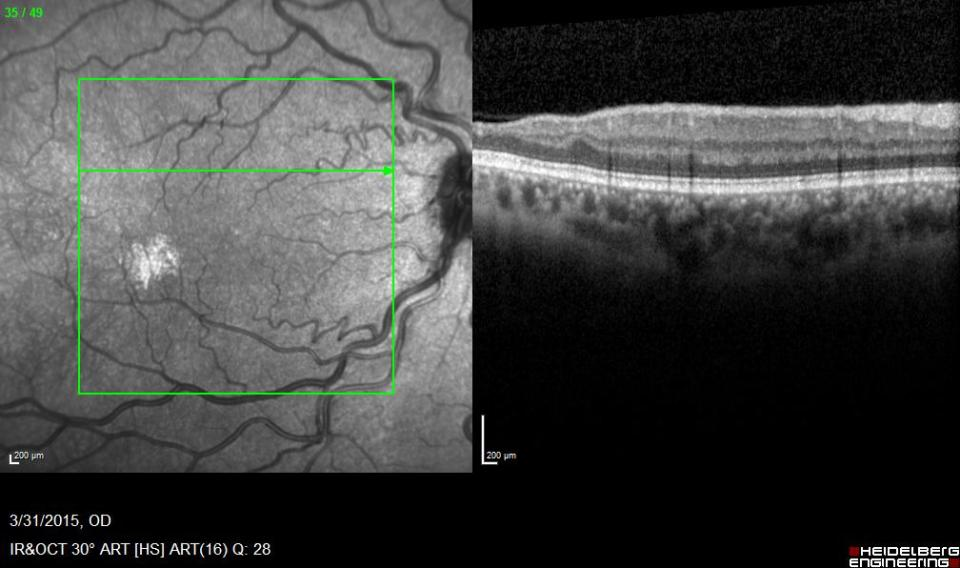 35 / 49
200 µm
200 µm
3/31/2015, OD
IR&OCT 30° ART [HS] ART(16) Q: 28
HEIDELBERG
ENGINEERING